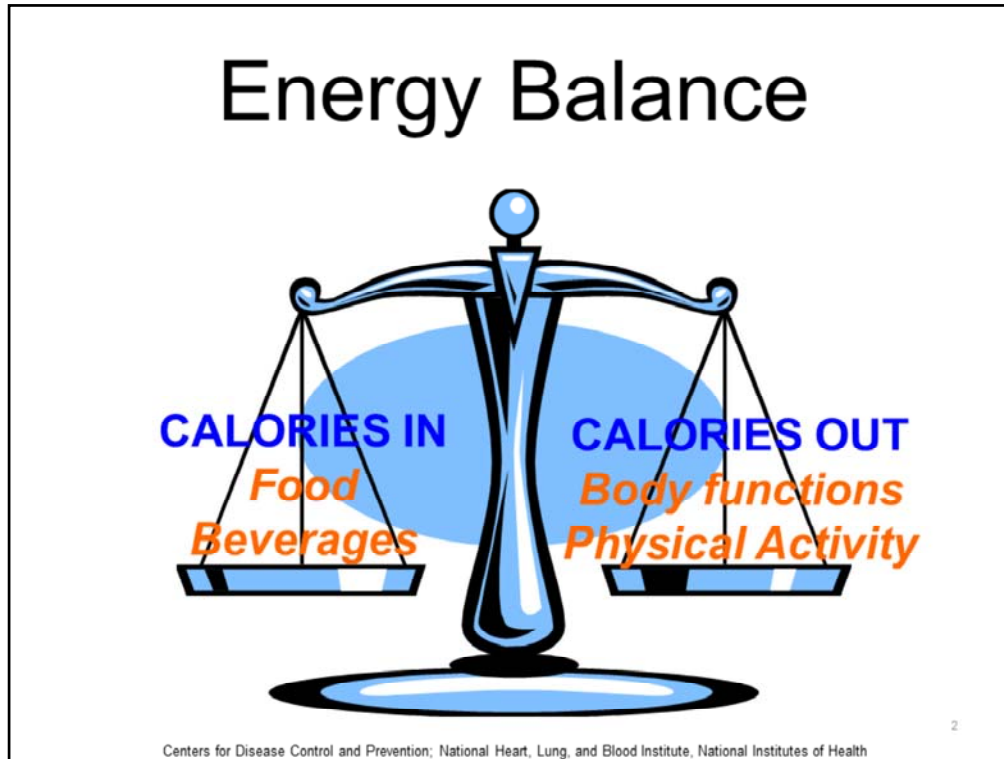 Energy Balance
CALORIES IN
Food
Beverages
CALORIES OUT
Body functions
Physical Activity
2
Centers for Disease Control and Prevention; National Heart, Lung, and Blood Institute, National Institutes of Health